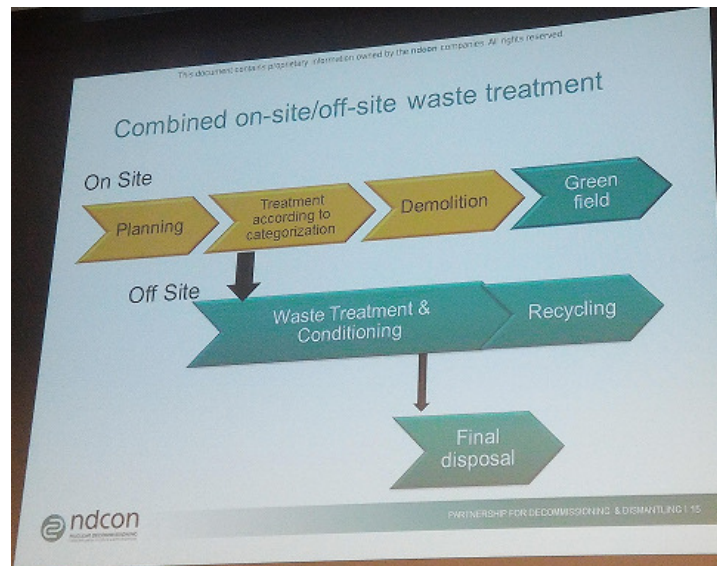 This document contains proprietary information owned by the ndcon companies. All rights reserved.
Combined on-site/off-site waste treatment
On Site
Planning
Treatment
according to
categorization
Demolition
Green
field
Off Site
Waste Treatment &
Conditioning
Recycling
Final
disposal
ndcon
NUCLEAR DECOMMISSIONING
PARTNERSHIP FOR DECOMMISSIONING & DISMANTLING I 15